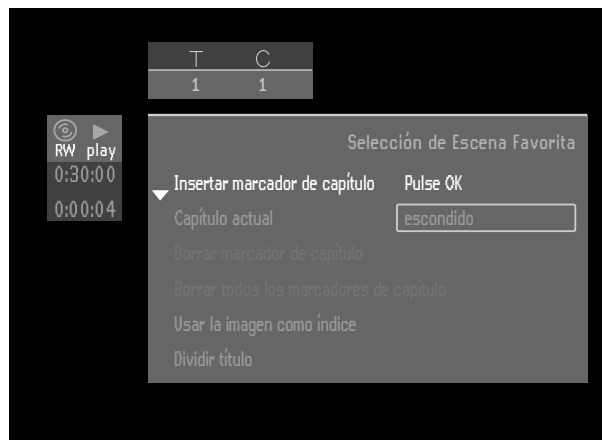 T C
1 1
RW play
0:30:00
0:00:04
Selección de Escena Favorita
Insertar marcador de capítulo Pulse OK
Capítulo actual escondido
Borrar marcador de capítulo
Borrar todos los marcadores de capítulo
Usar la imagen como índice
Dividir título